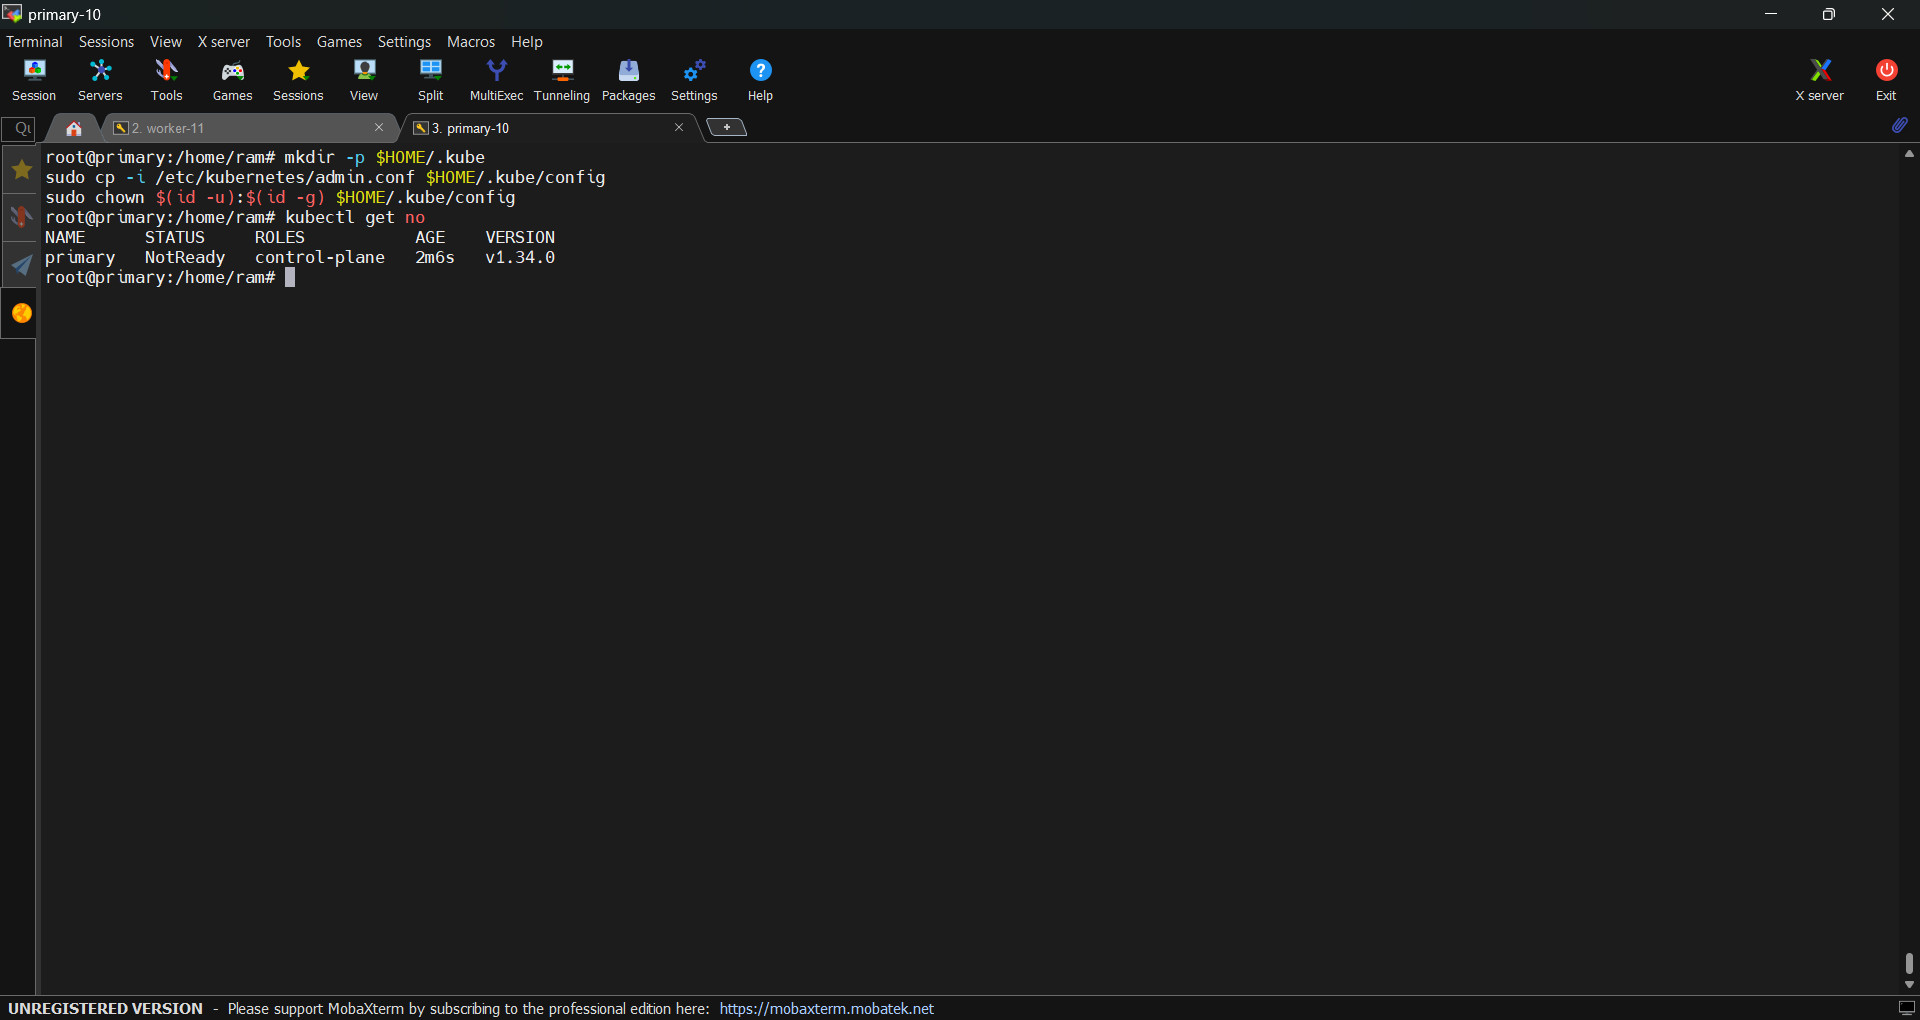 primary-10
Terminal Sessions View X server Tools Games Settings Macros Help
Session Servers Tools Games Sessions View Split MultiExec Tunneling Packages Settings Help X server Exit
2. worker-11 3. primary-10
root@primary:/home/ram# mkdir -p $HOME/.kube
sudo cp -i /etc/kubernetes/admin.conf $HOME/.kube/config
sudo chown $(id -u):$(id -g) $HOME/.kube/config
root@primary:/home/ram# kubectl get no
NAME STATUS ROLES AGE VERSION
primary NotReady control-plane 2m6s v1.34.0
root@primary:/home/ram#
UNREGISTERED VERSION - Please support MobaXterm by subscribing to the professional edition here: https://mobaxterm.mobatek.net